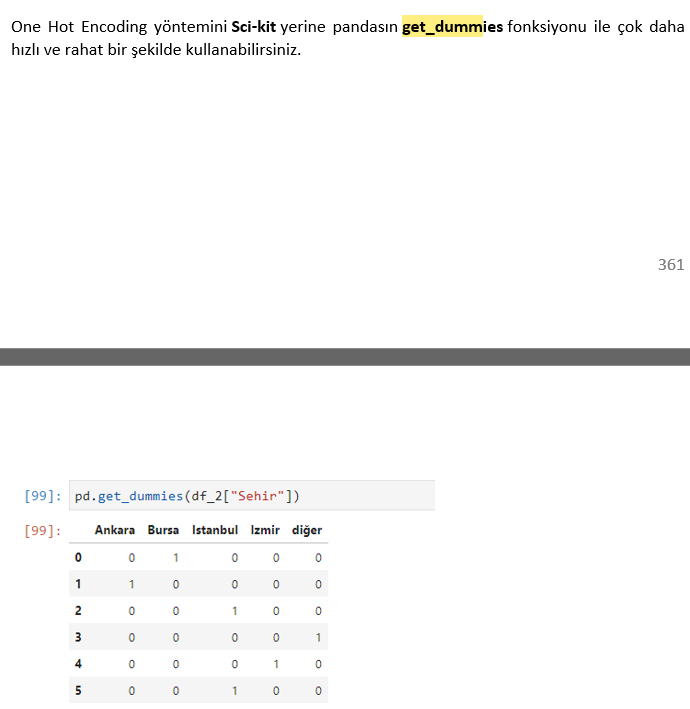 One Hot Encoding yöntemini Sci-kit yerine pandasın get_dummies fonksiyonu ile çok daha
hızlı ve rahat bir şekilde kullanabilirsiniz.
361
[99]: pd.get_dummies(df_2["Sehir"])
[99]: Ankara Bursa Istanbul Izmir diğer
0 0 1 0 0 0
1 1 0 0 0 0
2 0 0 1 0 0
3 0 0 0 0 1
4 0 0 0 1 0
5 0 0 1 0 0